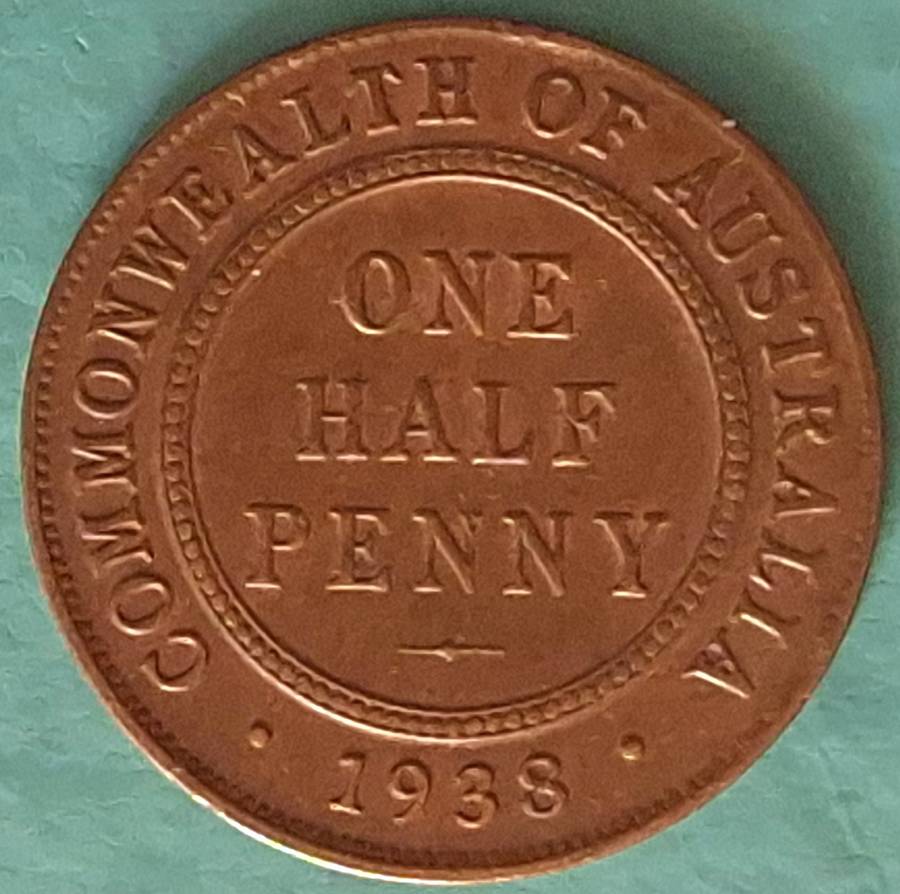 COMMONWEALTH OF AUSTRALIA
ONE
HALF
PENNY
1938